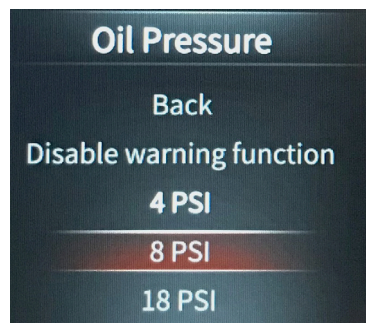 Oil Pressure
Back
Disable warning function
4 PSI
8 PSI
18 PSI